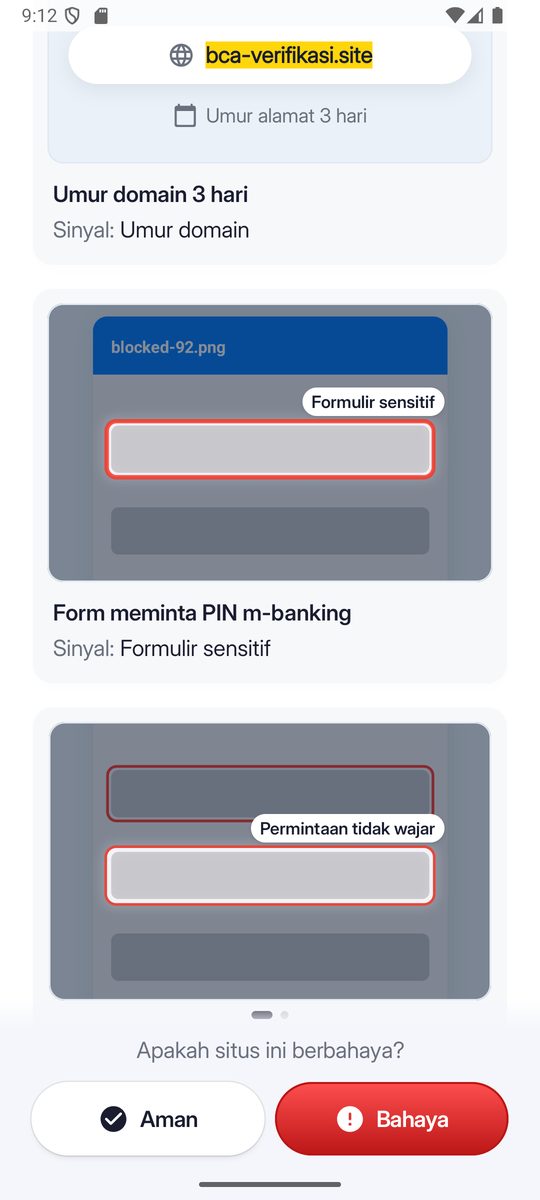 9:12
bca-verifikasi.site
Umur alamat 3 hari
Umur domain 3 hari
Sinyal: Umur domain
blocked-92.png
Formulir sensitif
Form meminta PIN m-banking
Sinyal: Formulir sensitif
Permintaan tidak wajar
Apakah situs ini berbahaya?
Aman
Bahaya